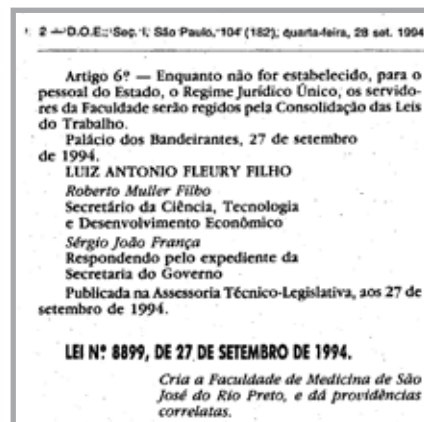 2 — D.O.E.; Seç. I, São Paulo, 104 (182), quarta-feira, 28 set. 1994
Artigo 6º — Enquanto não for estabelecido, para o
pessoal do Estado, o Regime Jurídico Único, os servido-
res da Faculdade serão regidos pela Consolidação das Leis
do Trabalho.
Palácio dos Bandeirantes, 27 de setembro
de 1994.
LUIZ ANTONIO FLEURY FILHO
Roberto Muller Filho
Secretário da Ciência, Tecnologia
e Desenvolvimento Econômico
Sérgio João França
Respondendo pelo expediente da
Secretaria do Governo
Publicada na Assessoria Técnico-Legislativa, aos 27 de
setembro de 1994.
LEI Nº 8899, DE 27 DE SETEMBRO DE 1994.
Cria a Faculdade de Medicina de São
José do Rio Preto, e dá providências
correlatas.